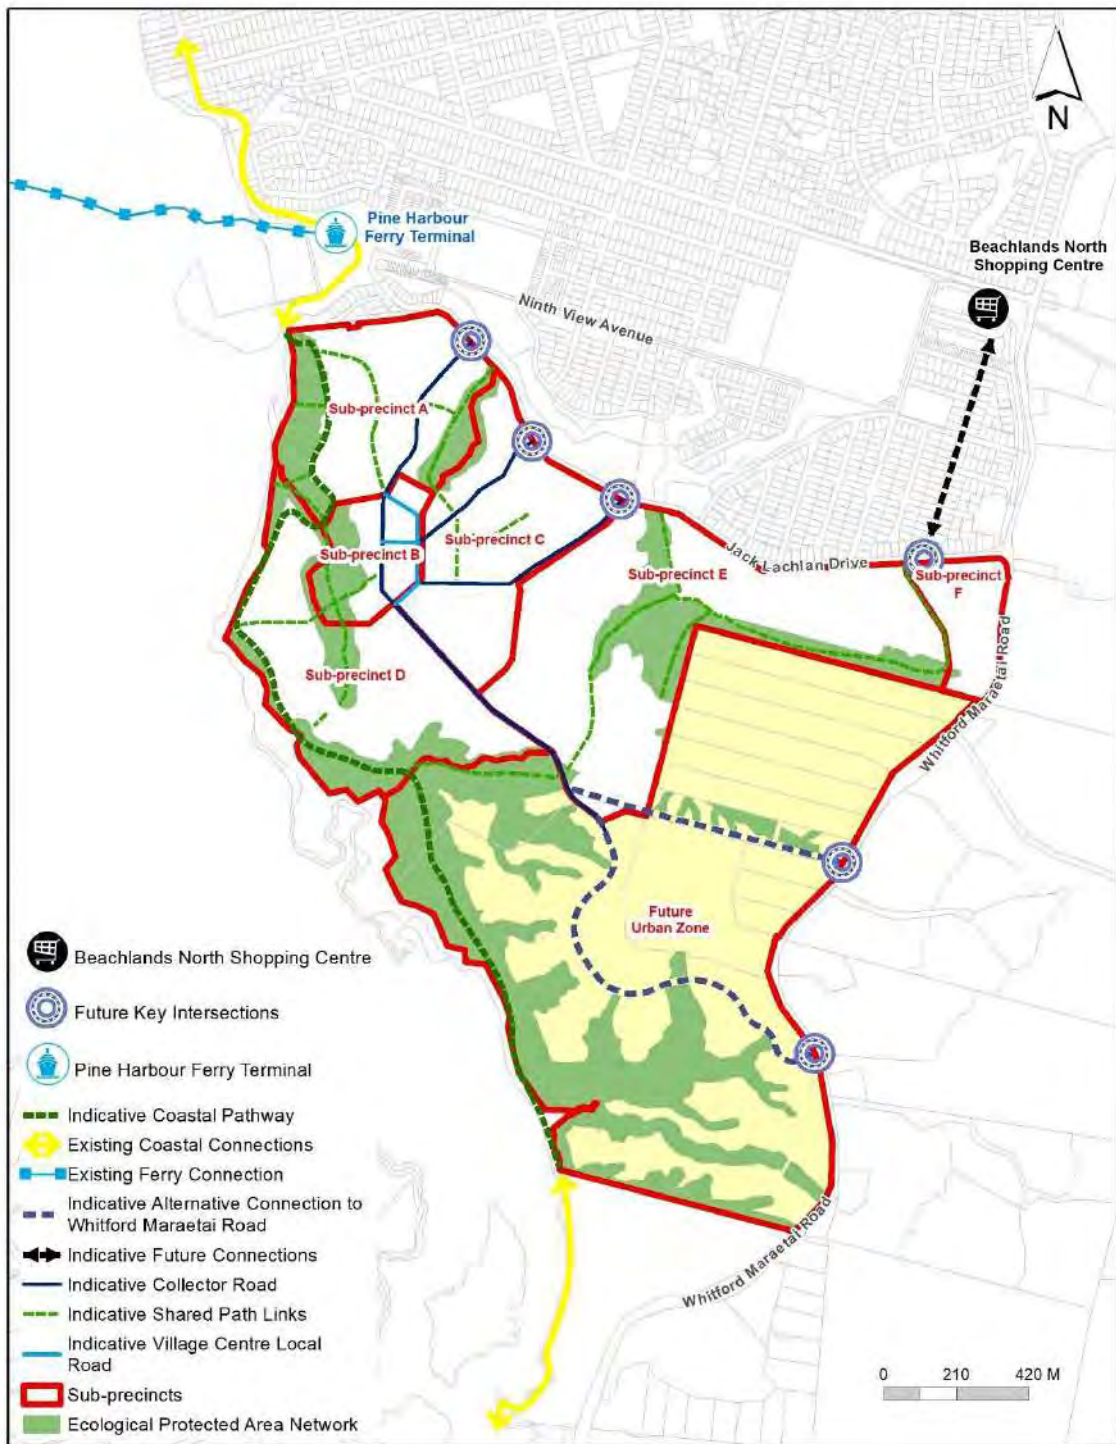 N
Pine Harbour
Ferry Terminal
Beachlands North
Shopping Centre
Ninth View Avenue
Sub-precinct A
Sub-precinct B
Sub-precinct C
Jack Lachlan Drive
Sub-precinct E
Sub-precinct
F
Sub-precinct D
Whitford Maraetai Road
Future
Urban Zone
Beachlands North Shopping Centre
Future Key Intersections
Pine Harbour Ferry Terminal
Indicative Coastal Pathway
Existing Coastal Connections
Existing Ferry Connection
Indicative Alternative Connection to
Whitford Maraetai Road
Indicative Future Connections
Indicative Collector Road
Indicative Shared Path Links
Indicative Village Centre Local
Road
Sub-precincts
Ecological Protected Area Network
Whitford Maraetai Road
0 210 420 M